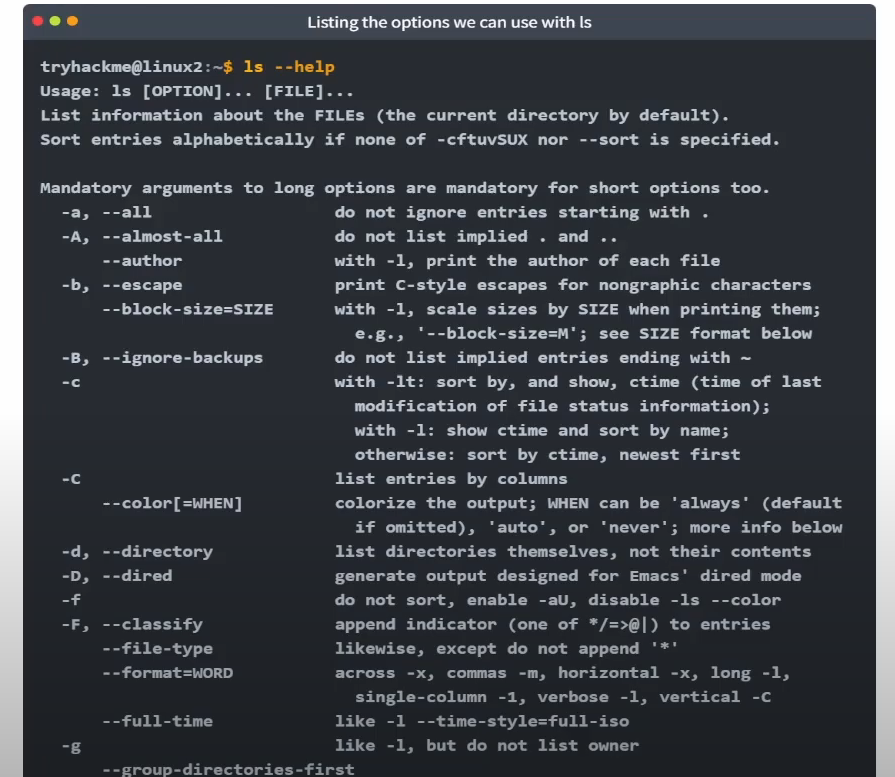 Listing the options we can use with ls
tryhackme@linux2:~$ ls --help
Usage: ls [OPTION]... [FILE]...
List information about the FILEs (the current directory by default).
Sort entries alphabetically if none of -cftuvSUX nor --sort is specified.

Mandatory arguments to long options are mandatory for short options too.
  -a, --all                  do not ignore entries starting with .
  -A, --almost-all           do not list implied . and ..
      --author               with -l, print the author of each file
  -b, --escape               print C-style escapes for nongraphic characters
      --block-size=SIZE      with -l, scale sizes by SIZE when printing them;
                               e.g., '--block-size=M'; see SIZE format below
  -B, --ignore-backups       do not list implied entries ending with ~
  -c                         with -lt: sort by, and show, ctime (time of last
                               modification of file status information);
                               with -l: show ctime and sort by name;
                               otherwise: sort by ctime, newest first
  -C                         list entries by columns
      --color[=WHEN]         colorize the output; WHEN can be 'always' (default
                               if omitted), 'auto', or 'never'; more info below
  -d, --directory            list directories themselves, not their contents
  -D, --dired                generate output designed for Emacs' dired mode
  -f                         do not sort, enable -aU, disable -ls --color
  -F, --classify             append indicator (one of */=>@|) to entries
      --file-type            likewise, except do not append '*'
      --format=WORD          across -x, commas -m, horizontal -x, long -l,
                               single-column -1, verbose -l, vertical -C
      --full-time            like -l --time-style=full-iso
  -g                         like -l, but do not list owner
      --group-directories-first